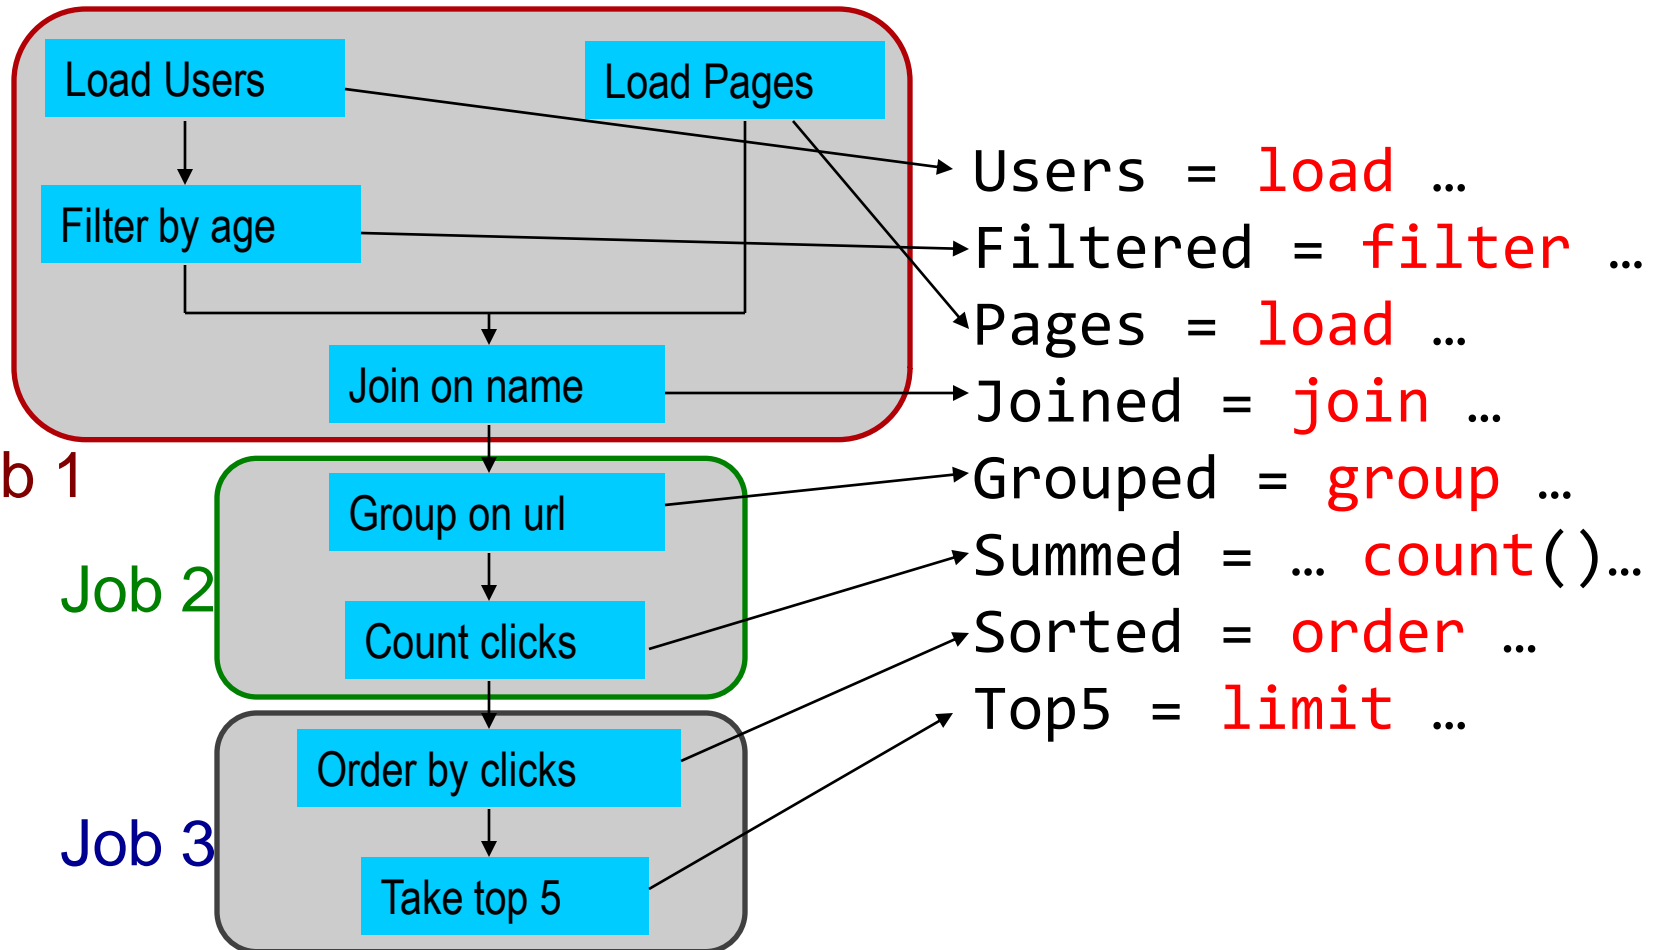 Load Users
Load Pages
Filter by age
Join on name
b 1
Group on url
Job 2
Count clicks
Order by clicks
Job 3
Take top 5
Users = load …
Filtered = filter …
Pages = load …
Joined = join …
Grouped = group …
Summed = … count()…
Sorted = order …
Top5 = limit …